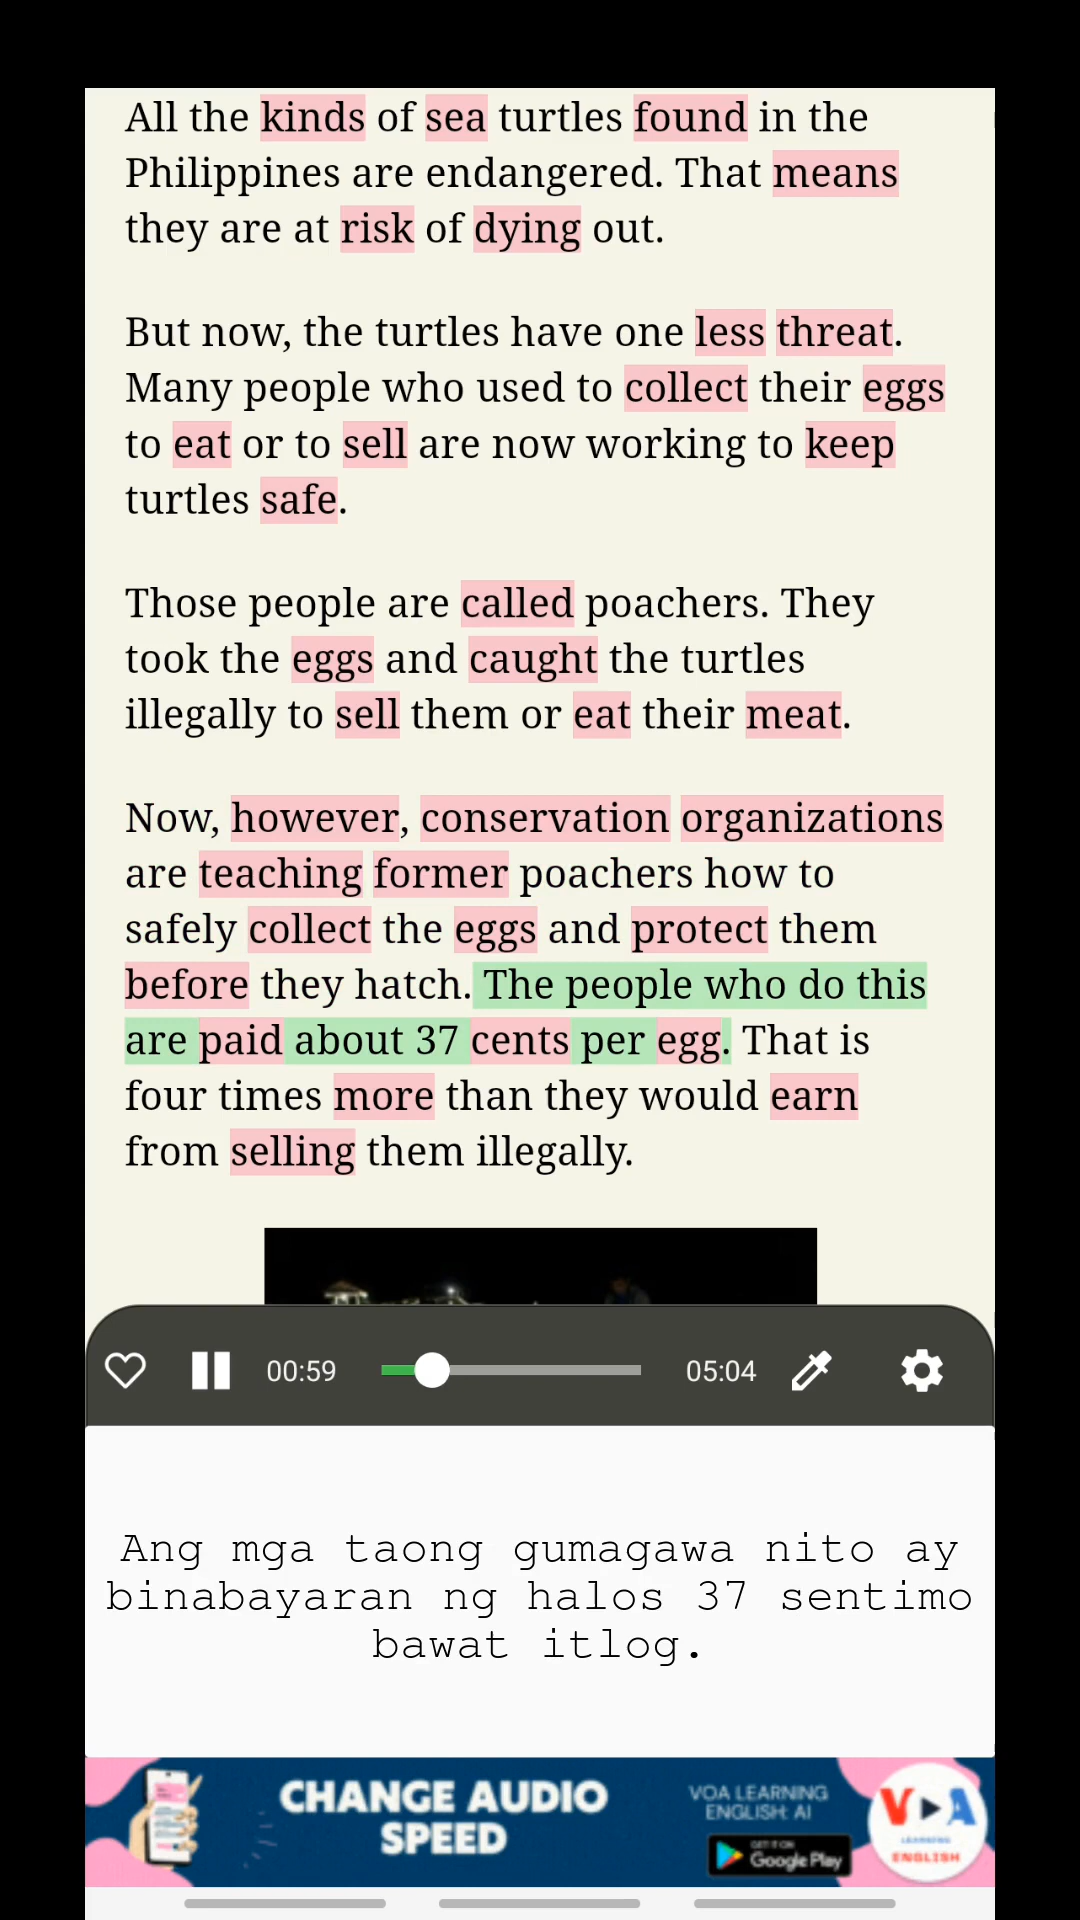 All the kinds of sea turtles found in the
Philippines are endangered. That means
they are at risk of dying out.
But now, the turtles have one less threat.
Many people who used to collect their eggs
to eat or to sell are now working to keep
turtles safe.
Those people are called poachers. They
took the eggs and caught the turtles
illegally to sell them or eat their meat.
Now, however, conservation organizations
are teaching former poachers how to
safely collect the eggs and protect them
before they hatch. The people who do this
are paid about 37 cents per egg. That is
four times more than they would earn
from selling them illegally.
00:59
05:04
Ang mga taong gumagawa nito ay
binabayaran ng halos 37 sentimo
bawat itlog.
CHANGE AUDIO
SPEED
VOA LEARNING
ENGLISH: AI
GET IT ON
Google Play
VOA
LEARNING
ENGLISH